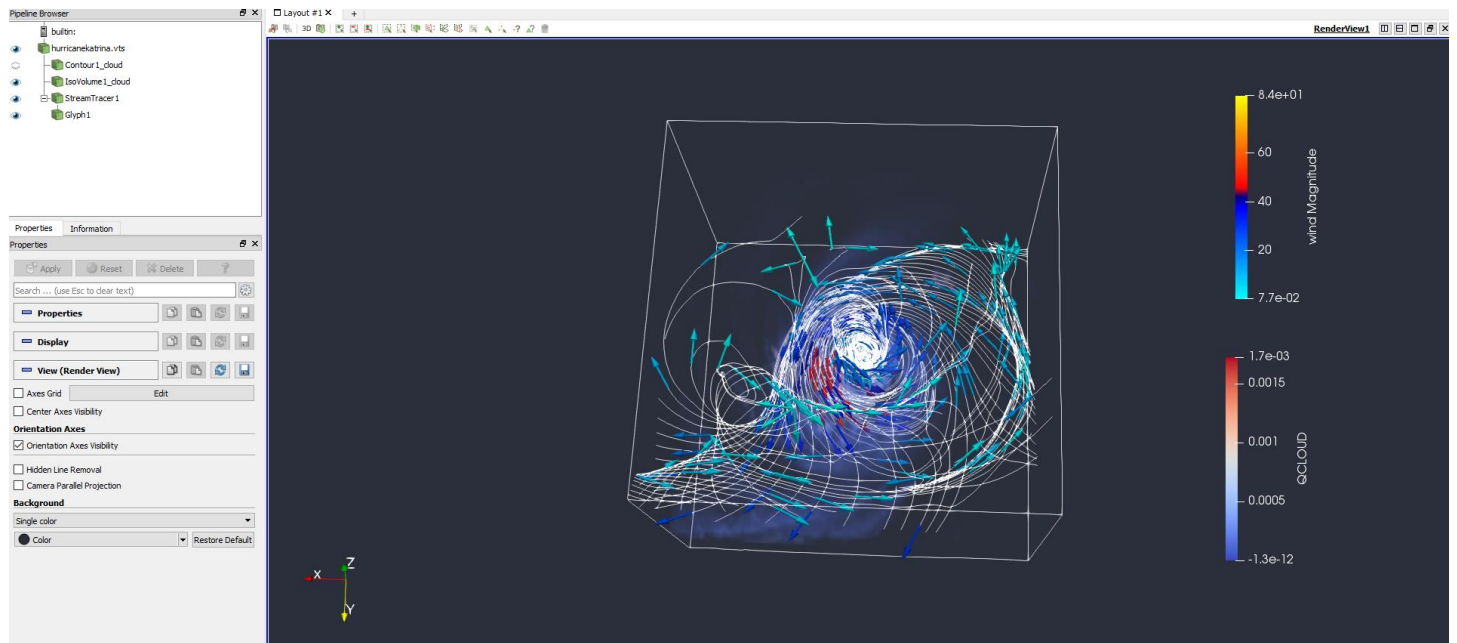 Pipeline Browser
builtin:
hurricanekatrina.vts
Contour1_cloud
IsoVolume1_cloud
StreamTracer1
Glyph1
Properties Information
Properties
Apply Reset Delete ?
Search ... (use Esc to clear text)
Properties
Display
View (Render View)
Axes Grid Edit
Center Axes Visibility
Orientation Axes
Orientation Axes Visibility
Hidden Line Removal
Camera Parallel Projection
Background
Single color
Color Restore Default
Layout #1 +
3D
RenderView1
8.4e+01
60
40
20
7.7e-02
wind Magnitude
1.7e-03
0.0015
0.001
0.0005
-1.3e-12
QCLOUD
X
Z
Y